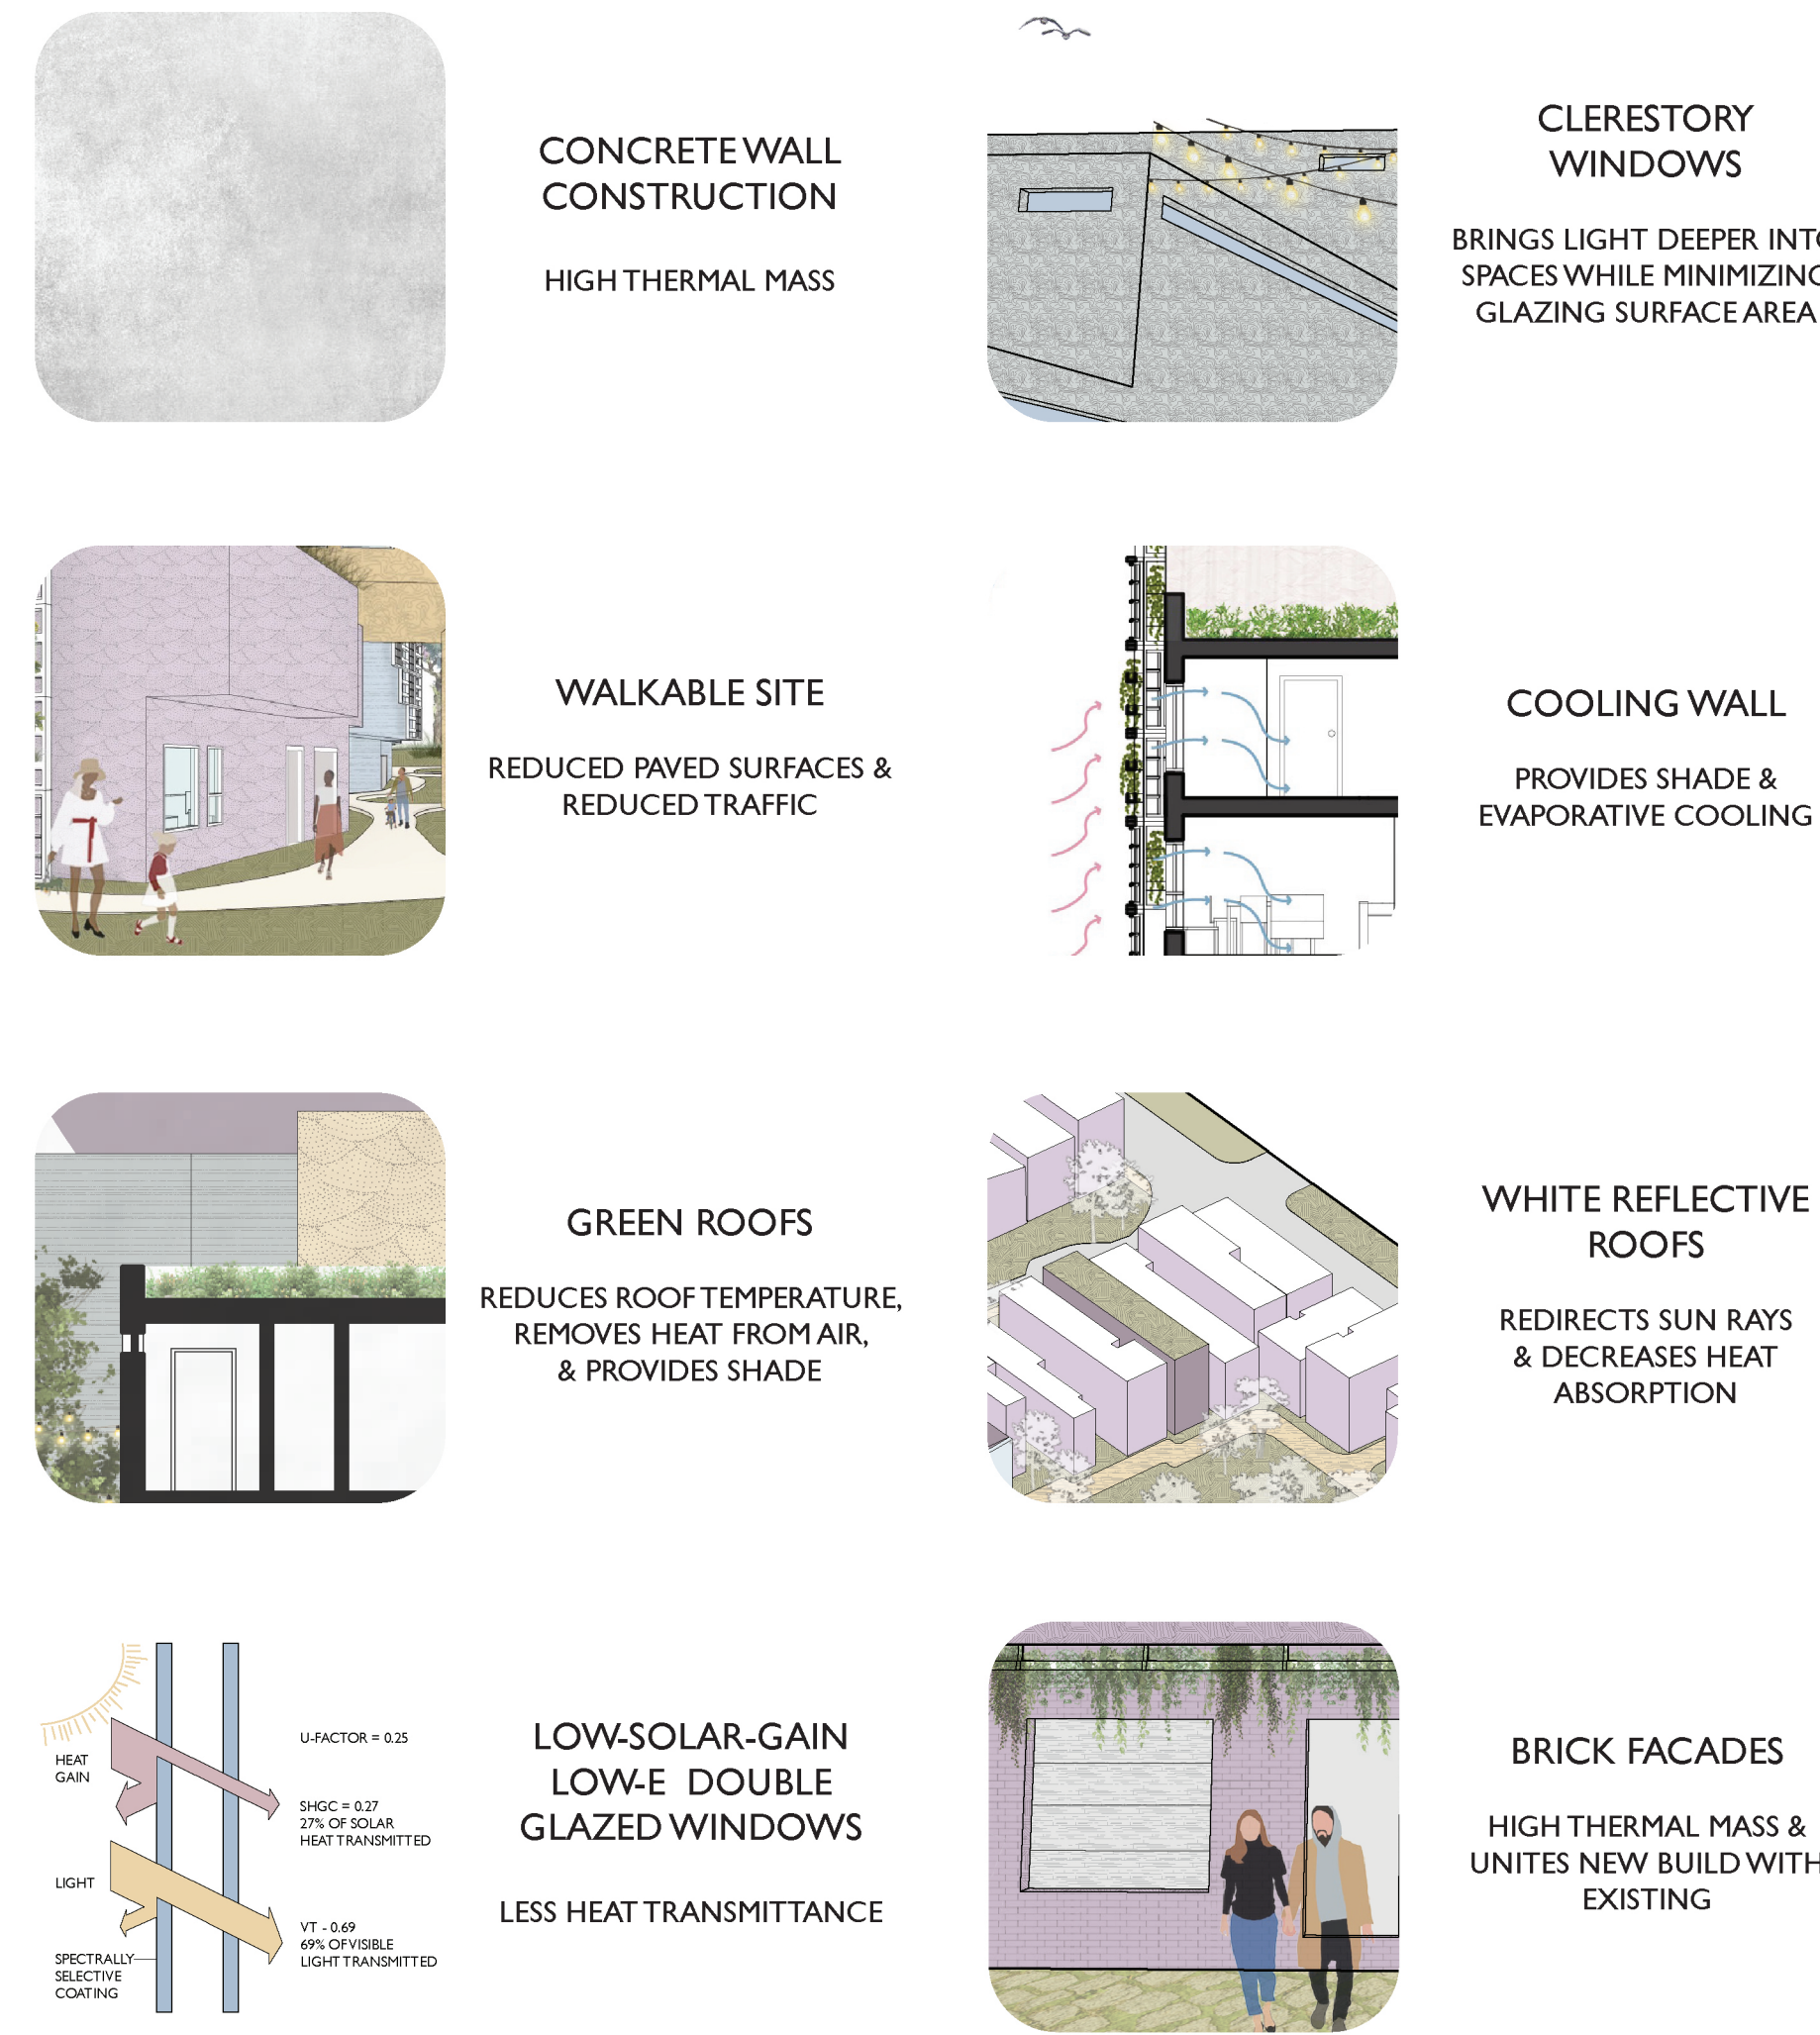 CONCRETE WALL
CONSTRUCTION
HIGH THERMAL MASS
CLERESTORY
WINDOWS
BRINGS LIGHT DEEPER INTO
SPACES WHILE MINIMIZING
GLAZING SURFACE AREA
WALKABLE SITE
REDUCED PAVED SURFACES &
REDUCED TRAFFIC
COOLING WALL
PROVIDES SHADE &
EVAPORATIVE COOLING
GREEN ROOFS
REDUCES ROOF TEMPERATURE,
REMOVES HEAT FROM AIR,
& PROVIDES SHADE
WHITE REFLECTIVE
ROOFS
REDIRECTS SUN RAYS
& DECREASES HEAT
ABSORPTION
HEAT
GAIN
LIGHT
SPECTRALLY
SELECTIVE
COATING
U-FACTOR = 0.25
SHGC = 0.27
27% OF SOLAR
HEAT TRANSMITTED
VT - 0.69
69% OF VISIBLE
LIGHT TRANSMITTED
LOW-SOLAR-GAIN
LOW-E DOUBLE
GLAZED WINDOWS
LESS HEAT TRANSMITTANCE
BRICK FACADES
HIGH THERMAL MASS &
UNITES NEW BUILD WITH
EXISTING